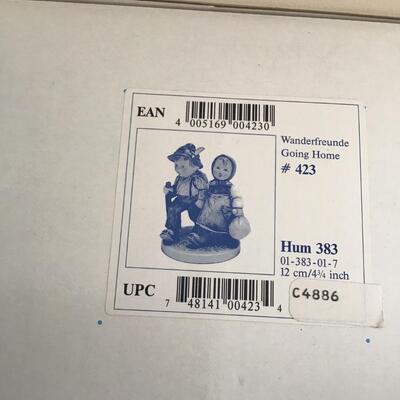 EAN
4 005169 004230
Wanderfreunde
Going Home
# 423
Hum 383
01-383-01-7
12 cm/4¾ inch
C4886
UPC
7 48141 00423 4